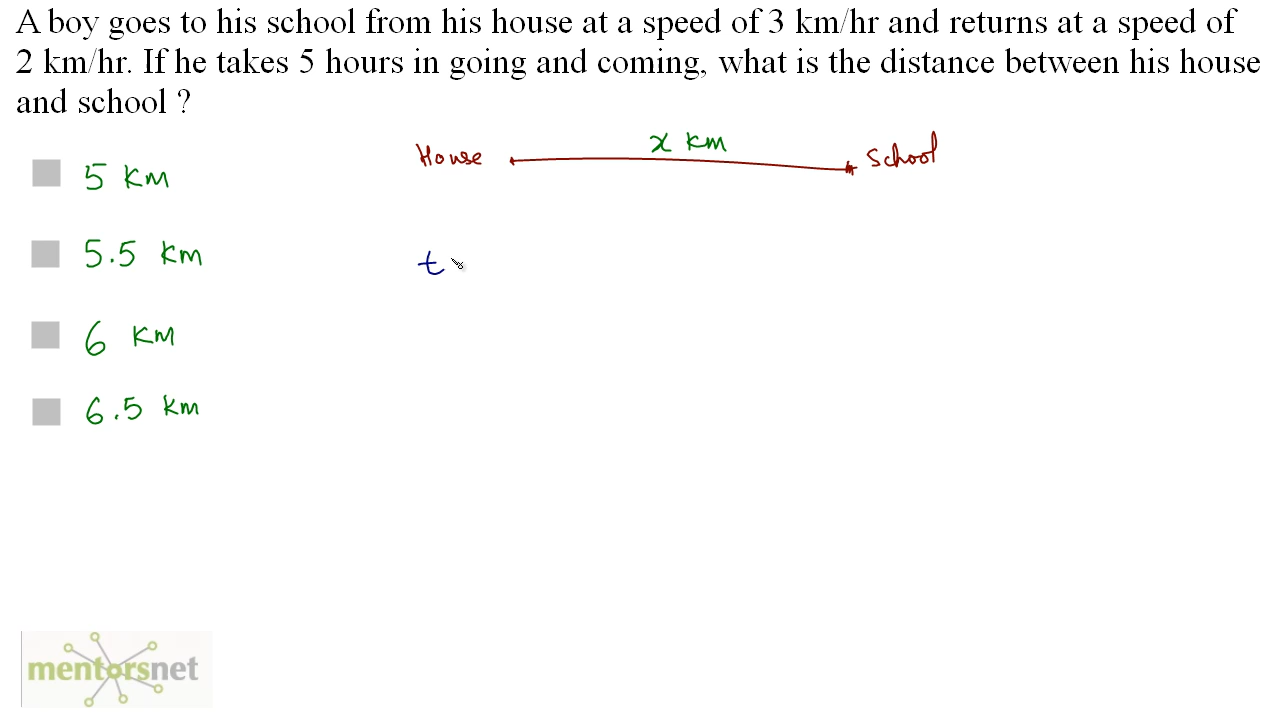 A boy goes to his school from his house at a speed of 3 km/hr and returns at a speed of
2 km/hr. If he takes 5 hours in going and coming, what is the distance between his house
and school ?
x km
House
School
5 km
5.5 km
t
6 km
6.5 km
mentorsnet